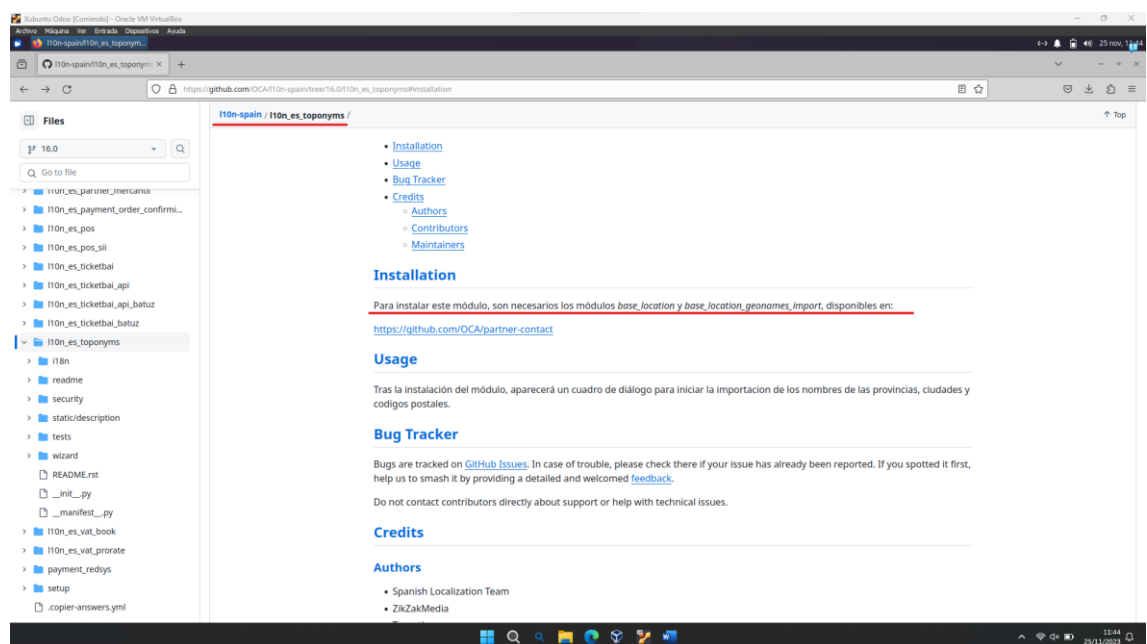 Xubuntu Odoo [Corriendo] - Oracle VM VirtualBox
Archivo Máquina Ver Entrada Dispositivos Ayuda
l10n-spain/l10n_es_toponym...
25 nov, 11:44
l10n-spain/l10n_es_toponym
https://github.com/OCA/l10n-spain/tree/16.0/l10n_es_toponyms#installation
Files
16.0
Go to file
l10n_es_partner_mercantil
l10n_es_payment_order_confirmi...
l10n_es_pos
l10n_es_pos_sii
l10n_es_ticketbai
l10n_es_ticketbai_api
l10n_es_ticketbai_api_batuz
l10n_es_ticketbai_batuz
l10n_es_toponyms
i18n
readme
security
static/description
tests
wizard
README.rst
__init__.py
__manifest__.py
l10n_es_vat_book
l10n_es_vat_prorate
payment_redsys
setup
.copier-answers.yml
l10n-spain / l10n_es_toponyms /
Top
• Installation
• Usage
• Bug Tracker
• Credits
◦ Authors
◦ Contributors
◦ Maintainers
Installation
Para instalar este módulo, son necesarios los módulos base_location y base_location_geonames_import, disponibles en:
https://github.com/OCA/partner-contact
Usage
Tras la instalación del módulo, aparecerá un cuadro de diálogo para iniciar la importacion de los nombres de las provincias, ciudades y
codigos postales.
Bug Tracker
Bugs are tracked on GitHub Issues. In case of trouble, please check there if your issue has already been reported. If you spotted it first,
help us to smash it by providing a detailed and welcomed feedback.
Do not contact contributors directly about support or help with technical issues.
Credits
Authors
• Spanish Localization Team
• ZikZakMedia
11:44
25/11/2023